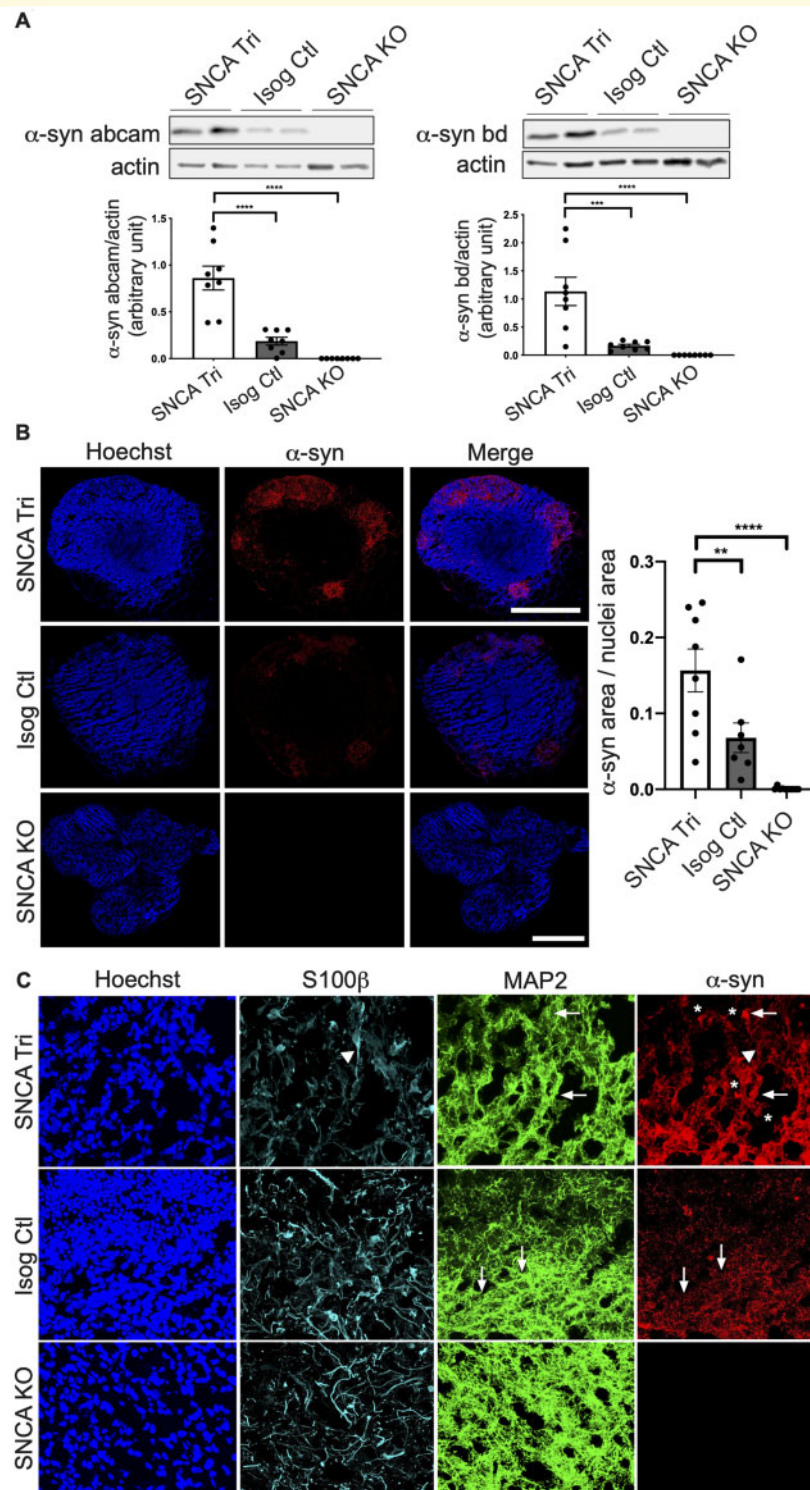 A
SNCA Tri Isog Ctl SNCA KO
α-syn abcam
actin
****
****
α-syn abcam/actin
(arbitrary unit)
1.5
1.0
0.5
0.0
SNCA Tri Isog Ctl SNCA KO
SNCA Tri Isog Ctl SNCA KO
α-syn bd
actin
****
***
α-syn bd/actin
(arbitrary unit)
2.5
2.0
1.5
1.0
0.5
0.0
SNCA Tri Isog Ctl SNCA KO
B
Hoechst α-syn Merge
SNCA Tri
Isog Ctl
SNCA KO
****
**
α-syn area / nuclei area
0.3
0.2
0.1
0.0
SNCA Tri Isog Ctl SNCA KO
C
Hoechst S100β MAP2 α-syn
SNCA Tri
* *
*
*
Isog Ctl
SNCA KO